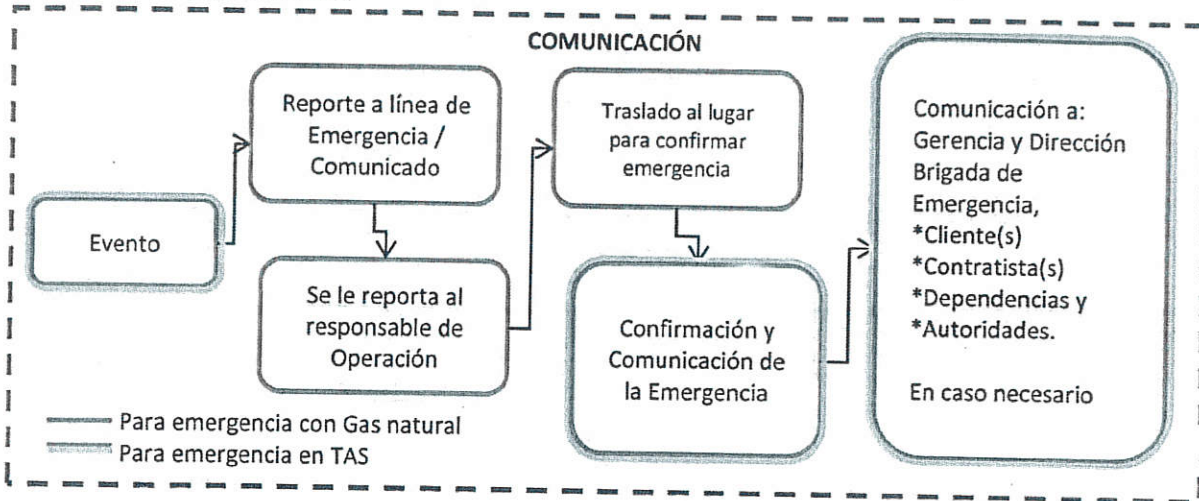 COMUNICACIÓN
Evento
Reporte a línea de
Emergencia /
Comunicado
Se le reporta al
responsable de
Operación
Traslado al lugar
para confirmar
emergencia
Confirmación y
Comunicación de
la Emergencia
Comunicación a:
Gerencia y Dirección
Brigada de
Emergencia,
*Cliente(s)
*Contratista(s)
*Dependencias y
*Autoridades.
En caso necesario
Para emergencia con Gas natural
Para emergencia en TAS